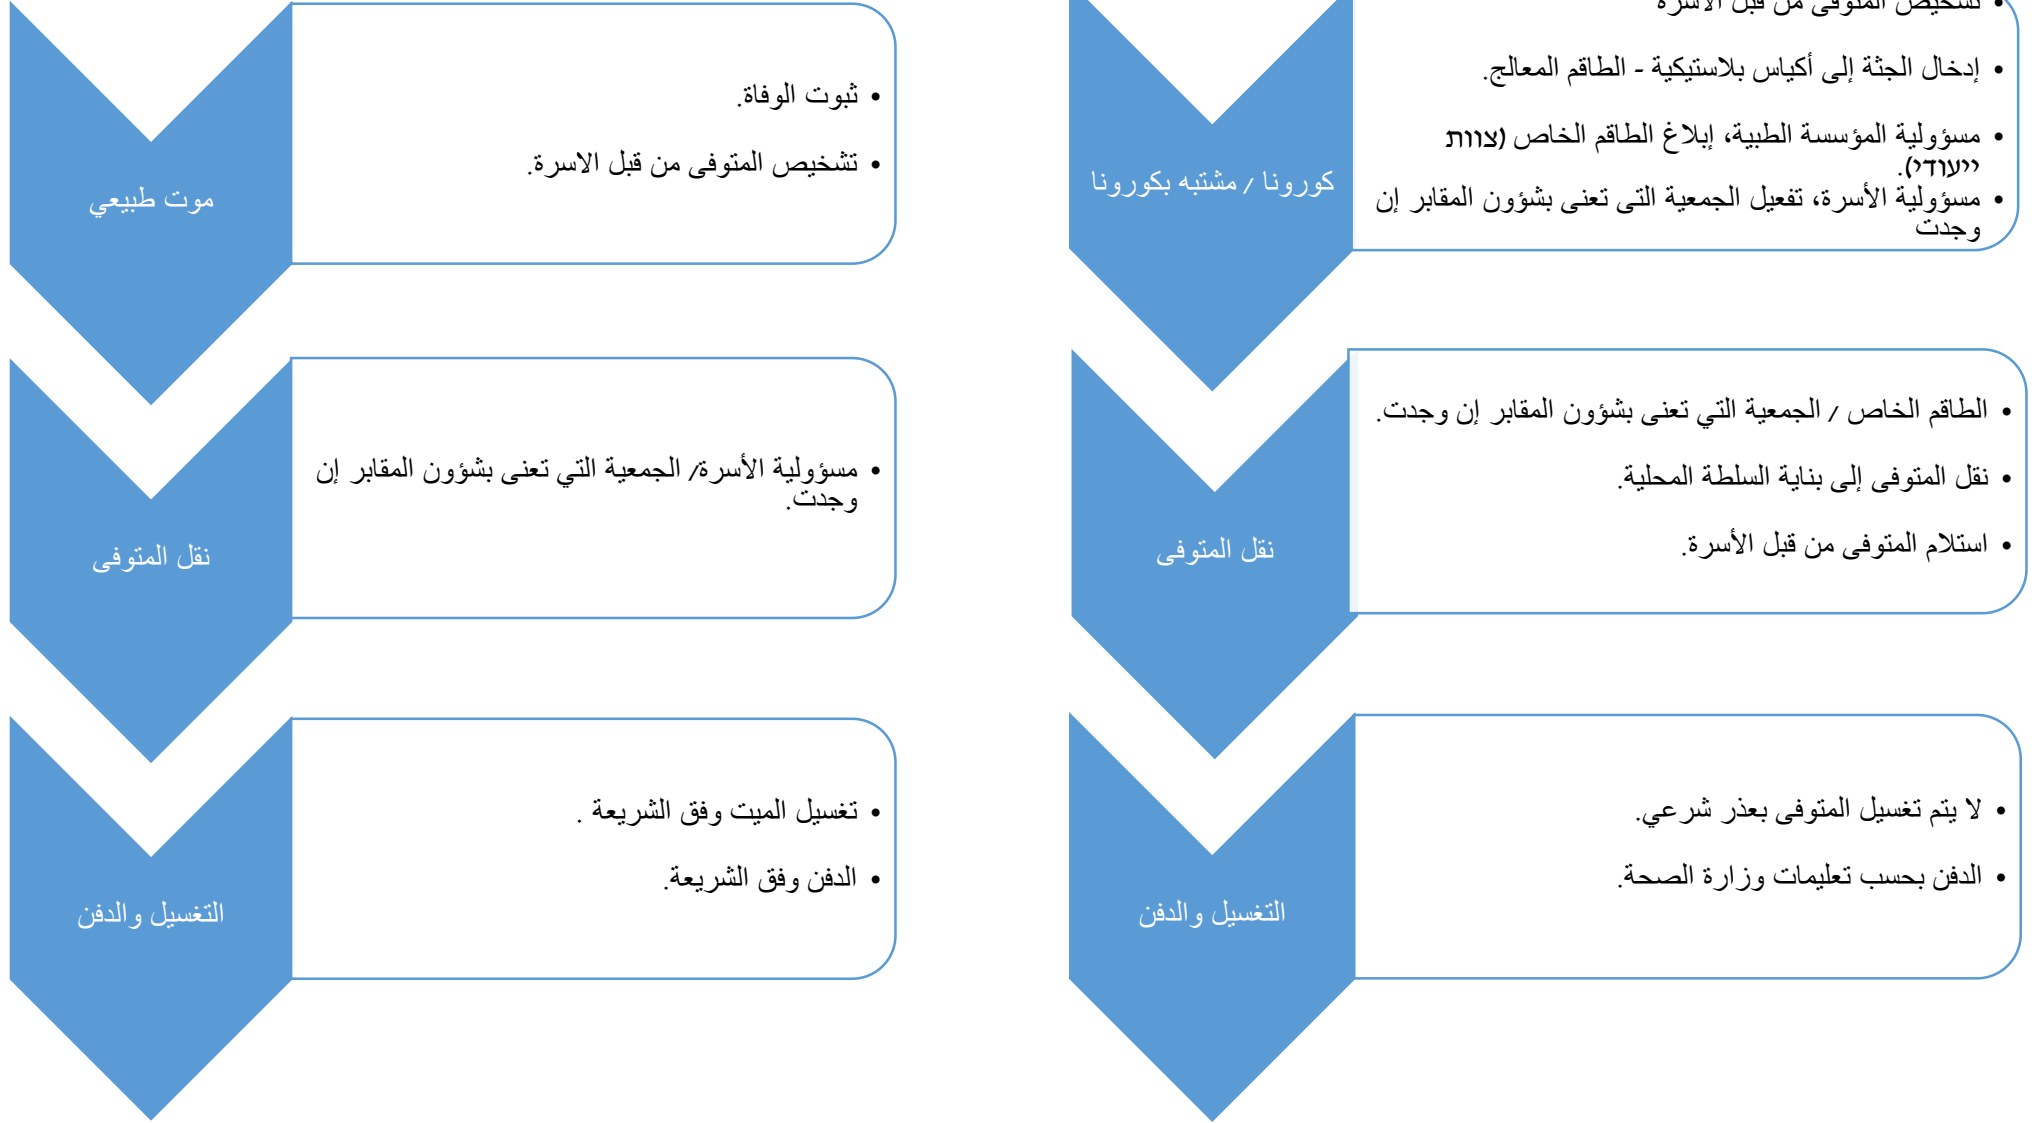 تشخيص المتوفى من قبل الاسرة
• إدخال الجثة إلى أكياس بلاستيكية - الطاقم المعالج.
• مسؤولية المؤسسة الطبية، إبلاغ الطاقم الخاص (צוות
ייעודי).
• مسؤولية الأسرة، تفعيل الجمعية التى تعنى بشؤون المقابر إن
وجدت
كورونا / مشتبه بكورونا
• الطاقم الخاص / الجمعية التي تعنى بشؤون المقابر إن وجدت.
• نقل المتوفى إلى بناية السلطة المحلية.
• استلام المتوفى من قبل الأسرة.
نقل المتوفى
• لا يتم تغسيل المتوفى بعذر شرعي.
• الدفن بحسب تعليمات وزارة الصحة.
التغسيل والدفن
• ثبوت الوفاة.
• تشخيص المتوفى من قبل الاسرة.
موت طبيعي
• مسؤولية الأسرة/ الجمعية التي تعنى بشؤون المقابر إن
وجدت.
نقل المتوفى
• تغسيل الميت وفق الشريعة .
• الدفن وفق الشريعة.
التغسيل والدفن